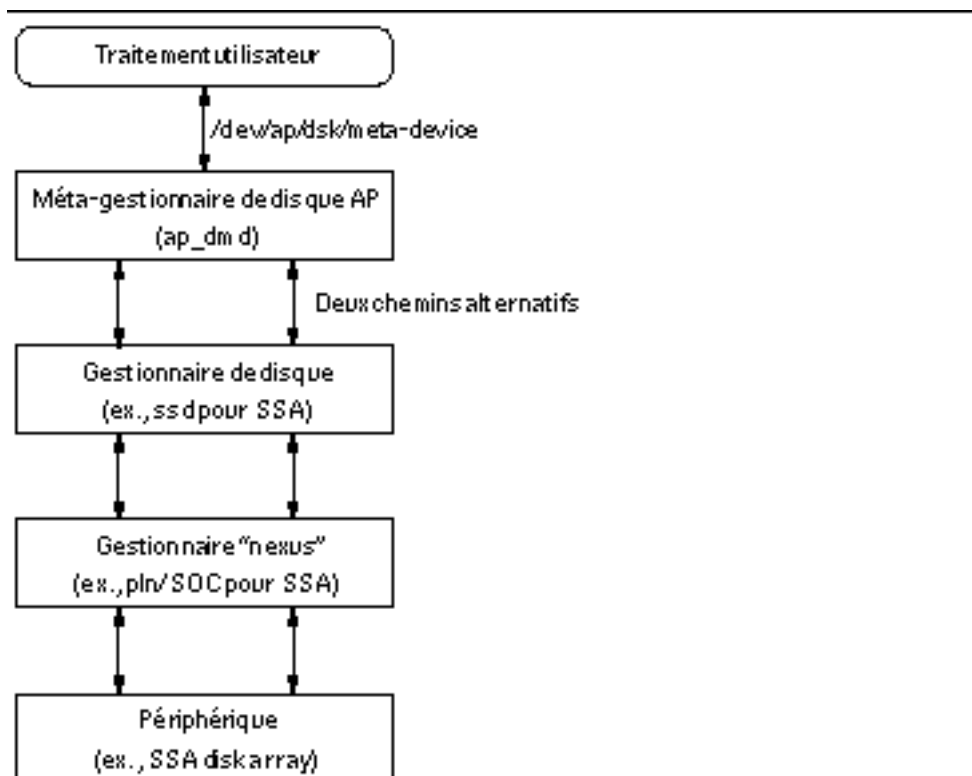 Traitement utilisateur
/dev/ap/dsk/meta-device
Méta-gestionnaire de disque AP
(ap_dmd)
Deux chemins alternatifs
Gestionnaire de disque
(ex., ssd pour SSA)
Gestionnaire “nexus”
(ex., pln/SOC pour SSA)
Périphérique
(ex., SSA disk array)